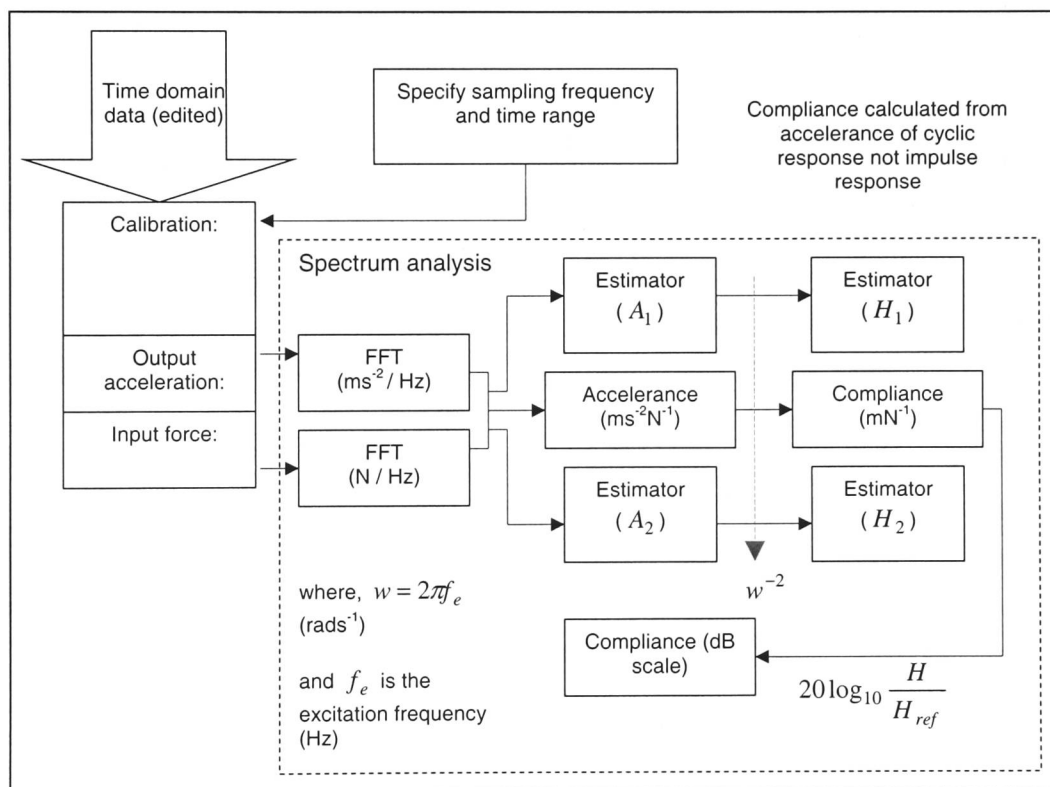 Time domain
data (edited)
Specify sampling frequency
and time range
Compliance calculated from
accelerance of cyclic
response not impulse
response
Calibration:
Output
acceleration:
Input force:
Spectrum analysis
FFT
(ms⁻² / Hz)
FFT
(N / Hz)
Estimator
( A₁ )
Accelerance
(ms⁻²N⁻¹)
Estimator
( A₂ )
Estimator
( H₁ )
Compliance
(mN⁻¹)
Estimator
( H₂ )
w⁻²
where, w = 2πfₑ
(rads⁻¹)
and fₑ is the
excitation frequency
(Hz)
Compliance (dB
scale)
20 log₁₀ H / H_ref